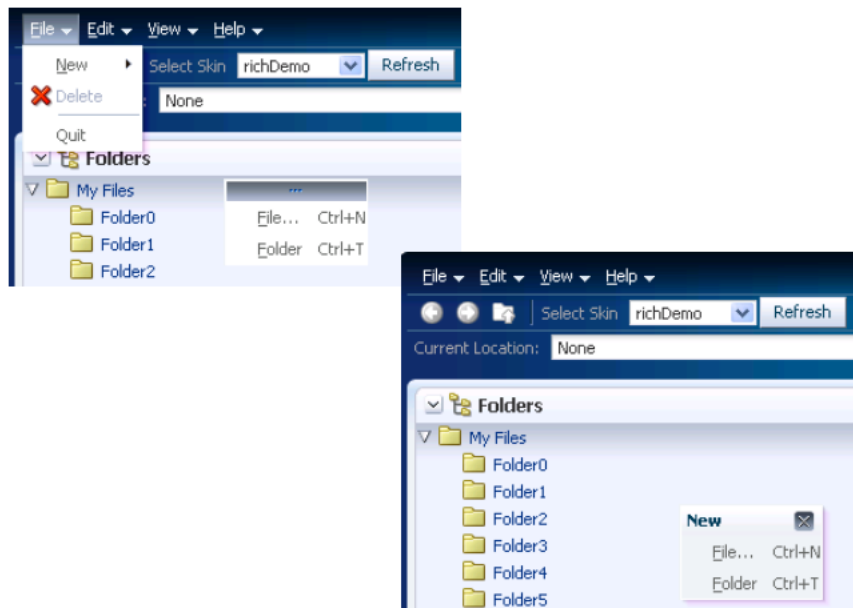 File Edit View Help
New Select Skin richDemo Refresh
Delete : None
Quit
Folders
My Files
Folder0 File... Ctrl+N
Folder1 Folder Ctrl+T
Folder2
File Edit View Help
Select Skin richDemo Refresh
Current Location: None
Folders
My Files
Folder0
Folder1
Folder2 New
Folder3 File... Ctrl+N
Folder4 Folder Ctrl+T
Folder5